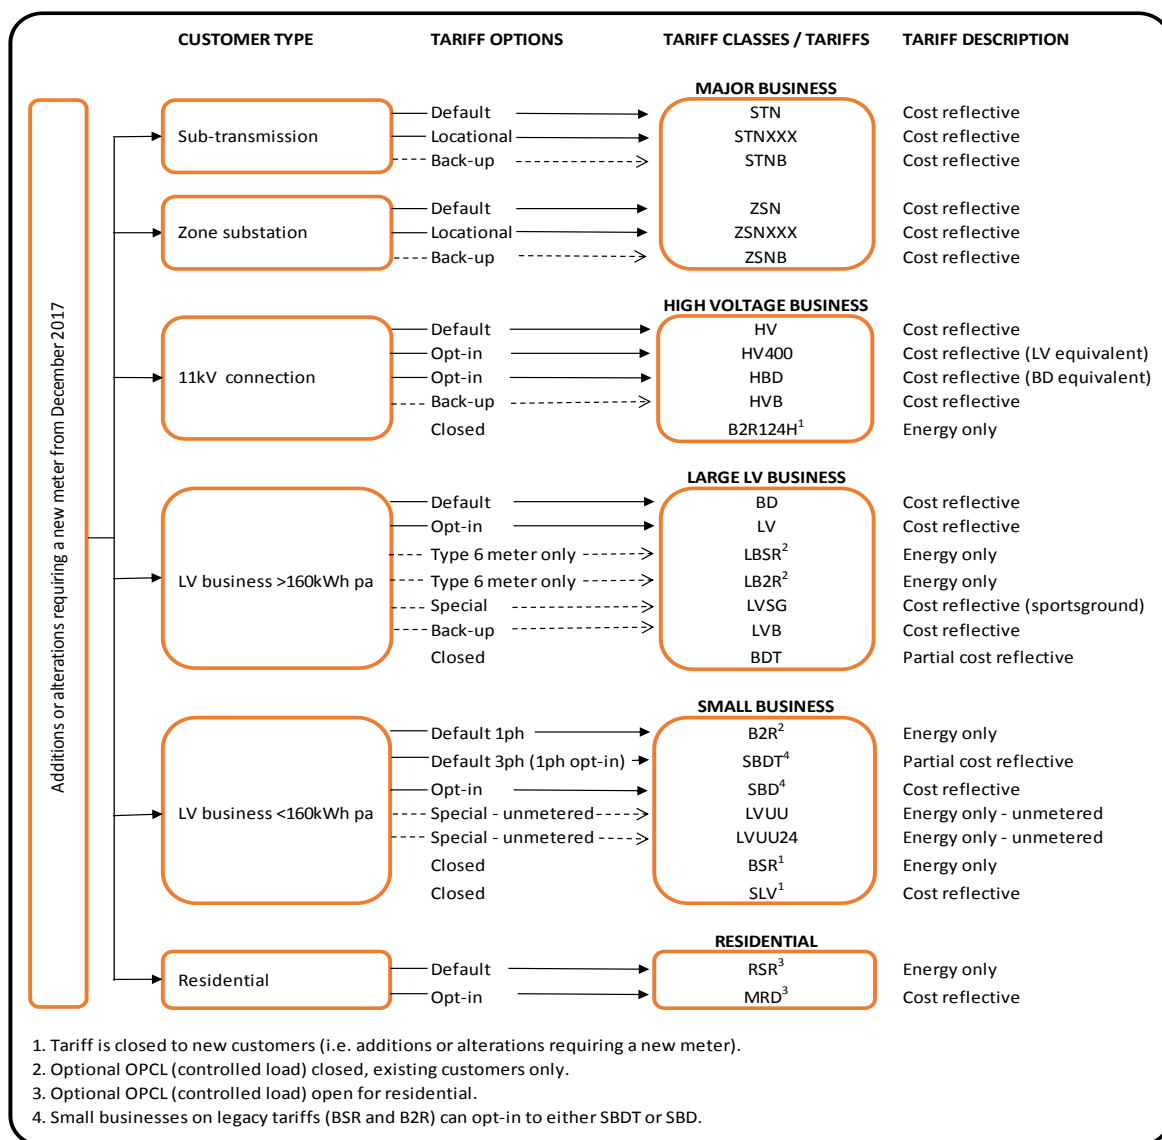 CUSTOMER TYPE TARIFF OPTIONS TARIFF CLASSES / TARIFFS TARIFF DESCRIPTION
Additions or alterations requiring a new meter from December 2017
MAJOR BUSINESS
Sub-transmission
Default STN Cost reflective
Locational STNXXX Cost reflective
Back-up STNB Cost reflective
Zone substation
Default ZSN Cost reflective
Locational ZSNXXX Cost reflective
Back-up ZSNB Cost reflective
HIGH VOLTAGE BUSINESS
11kV connection
Default HV Cost reflective
Opt-in HV400 Cost reflective (LV equivalent)
Opt-in HBD Cost reflective (BD equivalent)
Back-up HVB Cost reflective
Closed B2R124H¹ Energy only
LARGE LV BUSINESS
LV business >160kWh pa
Default BD Cost reflective
Opt-in LV Cost reflective
Type 6 meter only LBSR² Energy only
Type 6 meter only LB2R² Energy only
Special LVSG Cost reflective (sportsground)
Back-up LVB Cost reflective
Closed BDT Partial cost reflective
SMALL BUSINESS
LV business <160kWh pa
Default 1ph B2R² Energy only
Default 3ph (1ph opt-in) SBDT⁴ Partial cost reflective
Opt-in SBD⁴ Cost reflective
Special - unmetered LVUU Energy only - unmetered
Special - unmetered LVUU24 Energy only - unmetered
Closed BSR¹ Energy only
Closed SLV¹ Cost reflective
RESIDENTIAL
Residential
Default RSR³ Energy only
Opt-in MRD³ Cost reflective
1. Tariff is closed to new customers (i.e. additions or alterations requiring a new meter).
2. Optional OPCL (controlled load) closed, existing customers only.
3. Optional OPCL (controlled load) open for residential.
4. Small businesses on legacy tariffs (BSR and B2R) can opt-in to either SBDT or SBD.